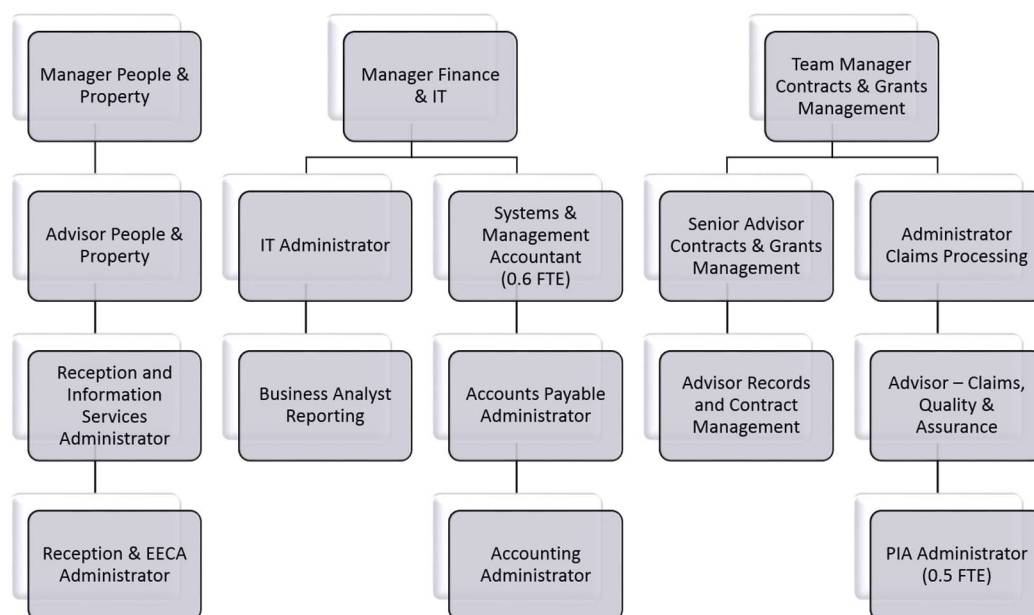 Manager People &
Property
Manager Finance
& IT
Team Manager
Contracts & Grants
Management
Advisor People &
Property
IT Administrator
Systems &
Management
Accountant
(0.6 FTE)
Senior Advisor
Contracts & Grants
Management
Administrator
Claims Processing
Reception and
Information
Services
Administrator
Business Analyst
Reporting
Accounts Payable
Administrator
Advisor Records
and Contract
Management
Advisor – Claims,
Quality &
Assurance
Reception & EECA
Administrator
Accounting
Administrator
PIA Administrator
(0.5 FTE)